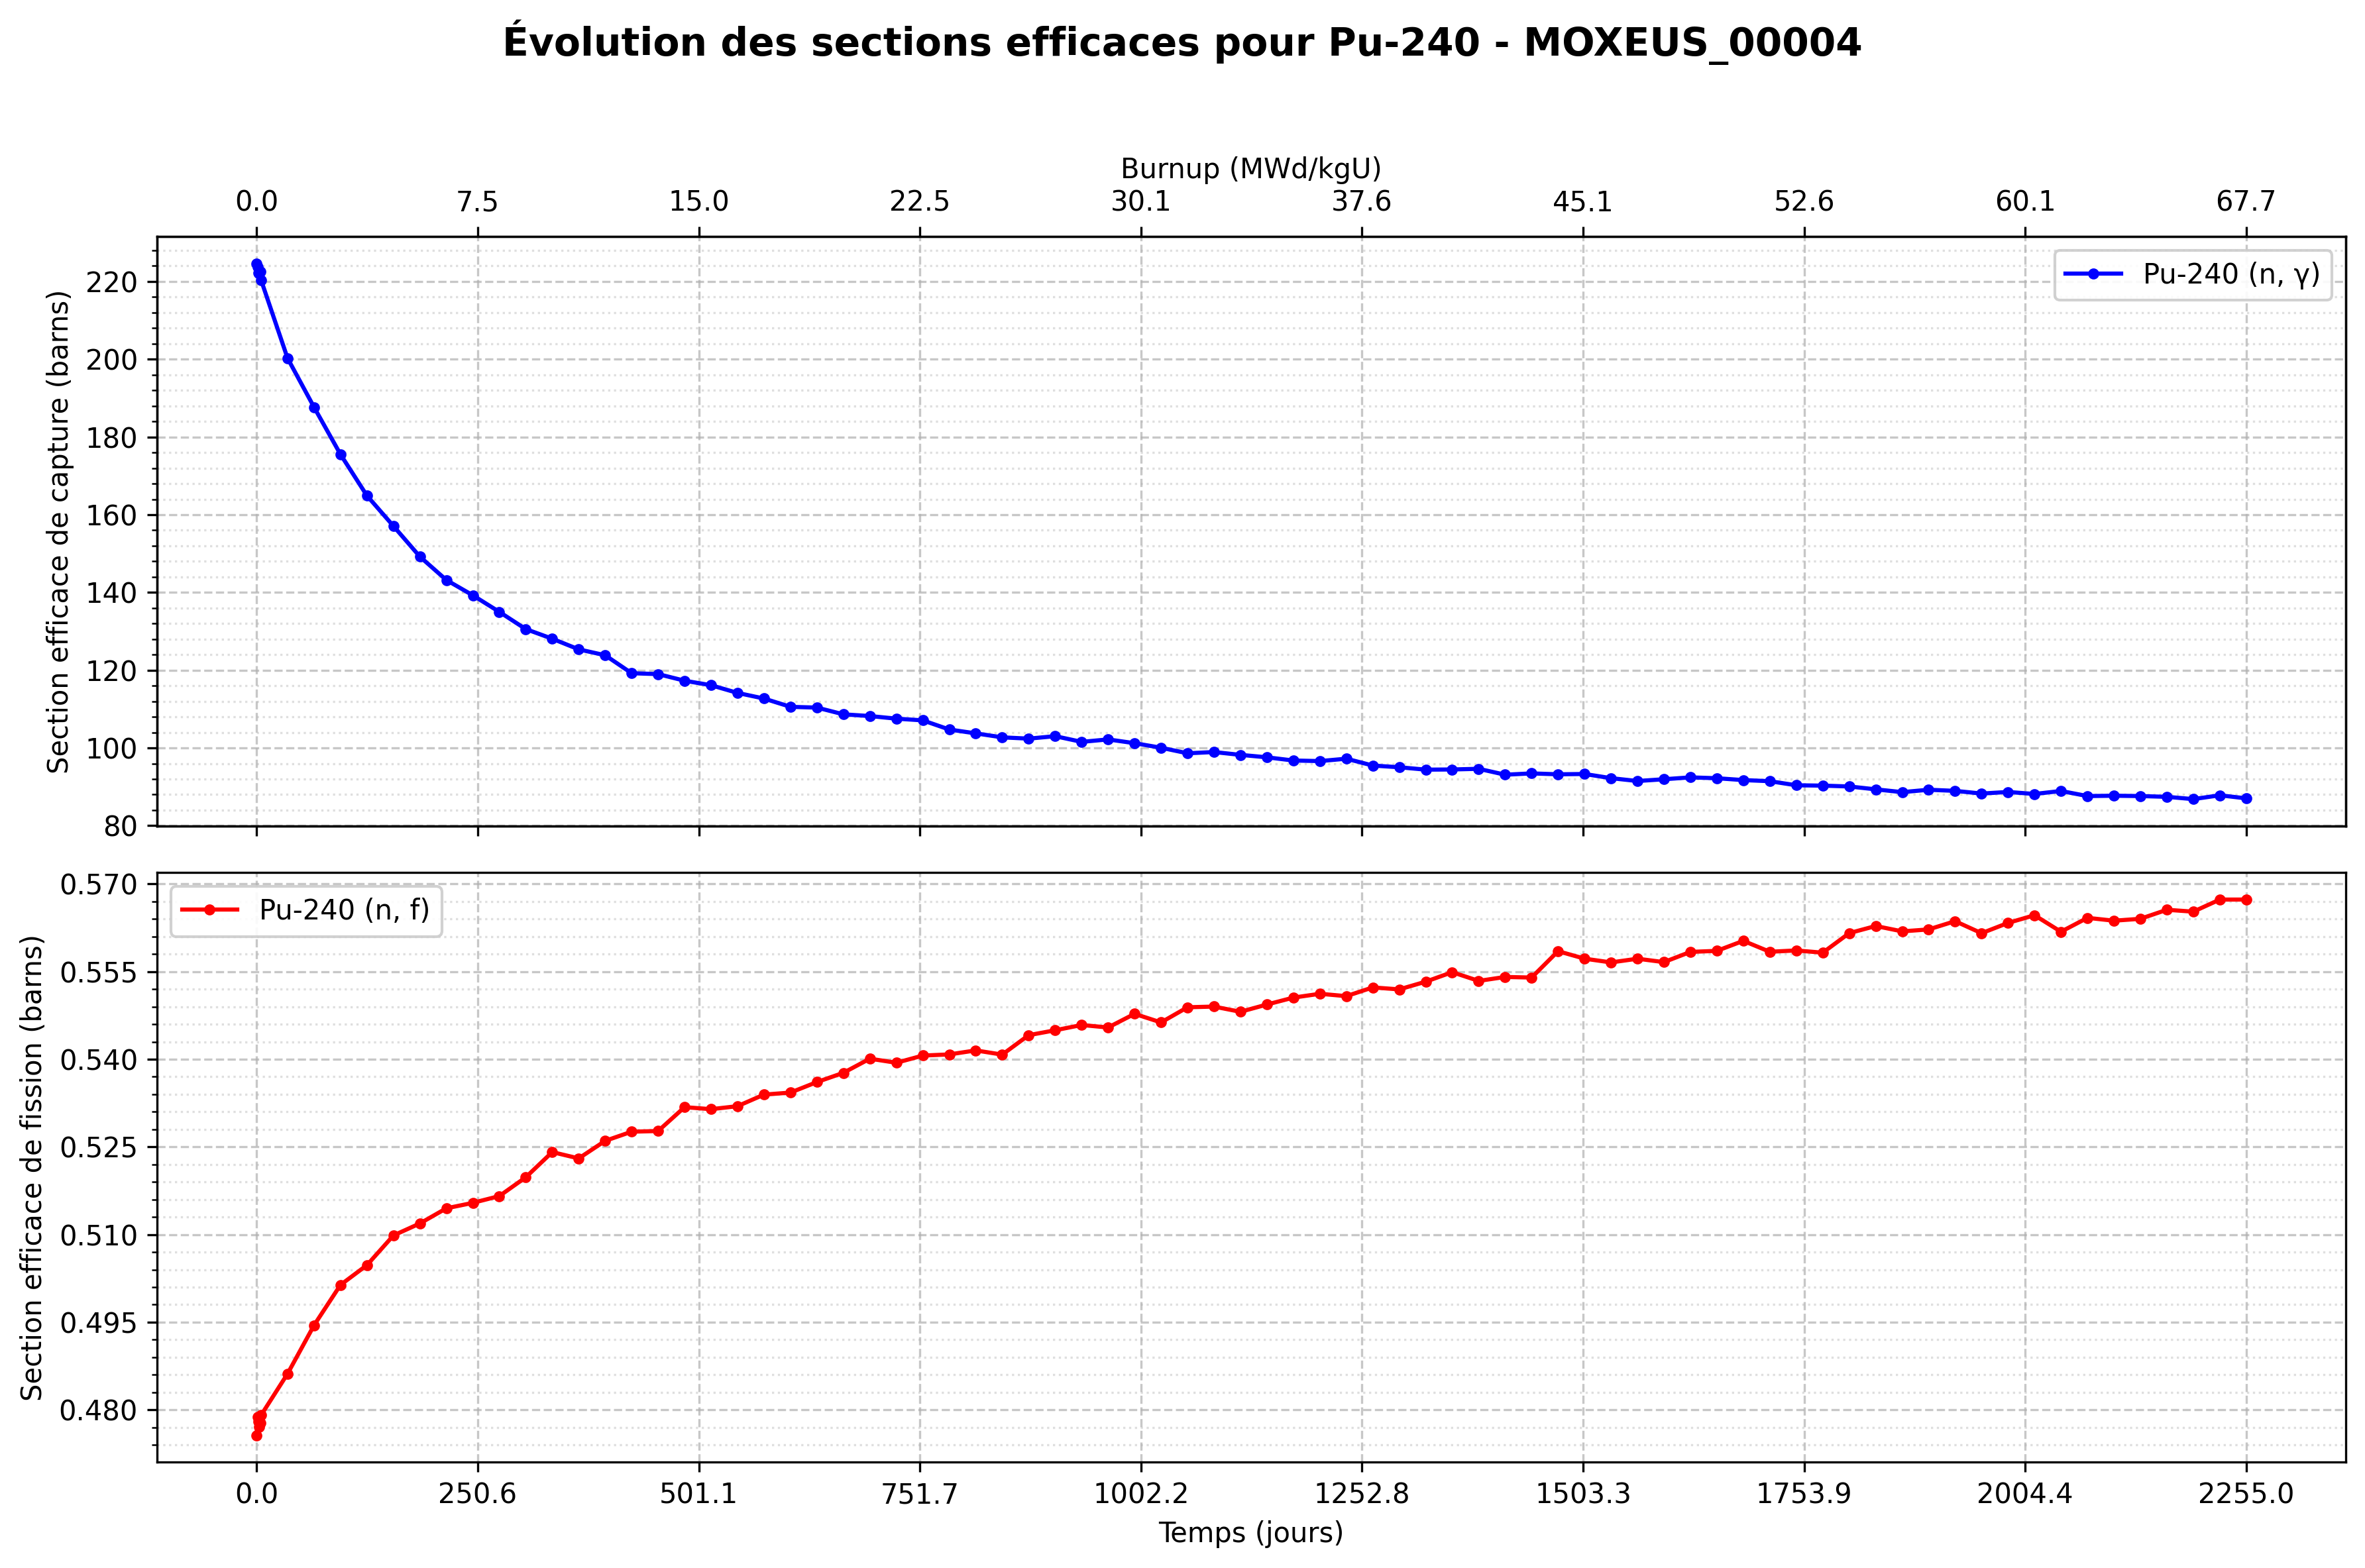 Évolution des sections efficaces pour Pu-240 - MOXEUS_00004
Burnup (MWd/kgU)
0.0 7.5 15.0 22.5 30.1 37.6 45.1 52.6 60.1 67.7
Section efficace de capture (barns)
220
200
180
160
140
120
100
80
Pu-240 (n, γ)
Section efficace de fission (barns)
0.570
0.555
0.540
0.525
0.510
0.495
0.480
Pu-240 (n, f)
0.0 250.6 501.1 751.7 1002.2 1252.8 1503.3 1753.9 2004.4 2255.0
Temps (jours)